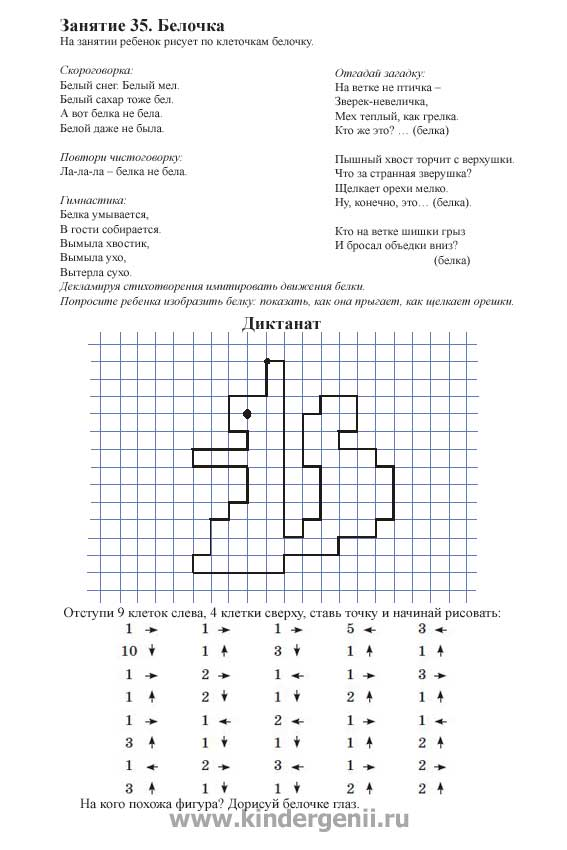 Занятие 35. Белочка
На занятии ребенок рисует по клеточкам белочку.
Скороговорка:
Белый снег. Белый мел.
Белый сахар тоже бел.
А вот белка не бела.
Белой даже не была.
Повтори чистоговорку:
Ла-ла-ла – белка не бела.
Гимнастика:
Белка умывается,
В гости собирается.
Вымыла хвостик,
Вымыла ухо,
Вытерла сухо.
Отгадай загадку:
На ветке не птичка –
Зверек-невеличка,
Мех теплый, как грелка.
Кто же это? … (белка)
Пышный хвост торчит с верхушки.
Что за странная зверушка?
Щелкает орехи мелко.
Ну, конечно, это… (белка).
Кто на ветке шишки грыз
И бросал объедки вниз?
(белка)
Декламируя стихотворения имитировать движения белки.
Попросите ребенка изобразить белку: показать, как она прыгает, как щелкает орешки.
Диктанат
Отступи 9 клеток слева, 4 клетки сверху, ставь точку и начинай рисовать:
1 → 1 → 1 → 5 ← 3 ←
10 ↓ 1 ↑ 3 ↓ 1 ↑ 1 ↑
1 → 2 → 1 ← 1 → 3 →
1 ↑ 2 ↓ 1 ↓ 2 ↑ 1 ↑
1 → 1 ← 2 ← 1 → 1 ←
3 ↑ 1 ↓ 1 ↓ 1 ↑ 2 ↑
1 ← 2 → 3 ← 1 → 2 →
3 ↑ 1 ↓ 1 ↓ 2 ↑ 2 ↑
На кого похожа фигура? Дорисуй белочке глаз.
www.kindergenii.ru